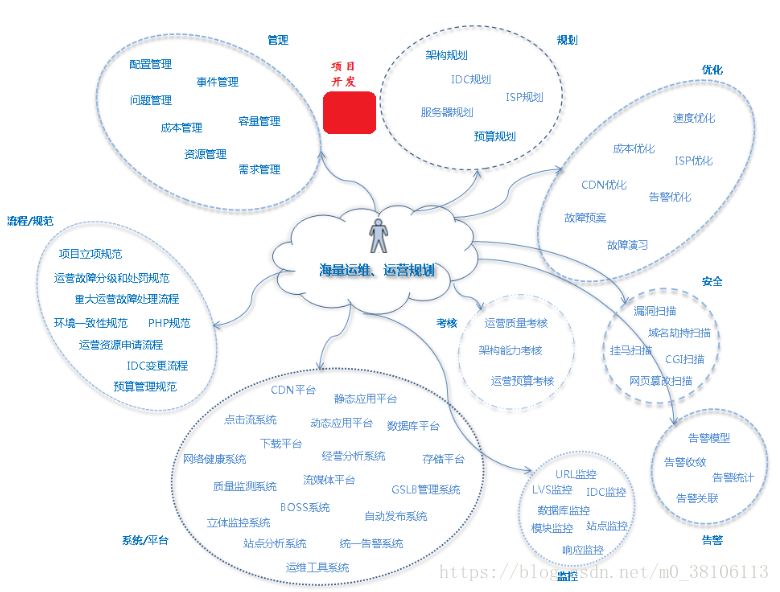 管理
配置管理
事件管理
问题管理
成本管理
容量管理
资源管理
需求管理
项目
开发
规划
架构规划
IDC规划
ISP规划
服务器规划
预算规划
优化
速度优化
成本优化
ISP优化
CDN优化
告警优化
故障预案
故障演习
海量运维、运营规划
流程/规范
项目立项规范
运营故障分级和处罚规范
重大运营故障处理流程
环境一致性规范 PHP规范
运营资源申请流程
IDC变更流程
预算管理规范
考核
运营质量考核
架构能力考核
运营预算考核
安全
漏洞扫描
域名劫持扫描
挂马扫描
CGI扫描
网页篡改扫描
系统/平台
CDN平台
静态应用平台
点击流系统
动态应用平台
数据库平台
下载平台
网络健康系统
经营分析系统
存储平台
质量监测系统
流媒体平台
GSLB管理系统
BOSS系统
立体监控系统
自动发布系统
站点分析系统
统一告警系统
运维工具系统
URL监控
LVS监控
IDC监控
数据库监控
模块监控
站点监控
响应监控
监控
告警模型
告警收敛
告警统计
告警关联
告警
https://blog.csdn.net/m0_38106113